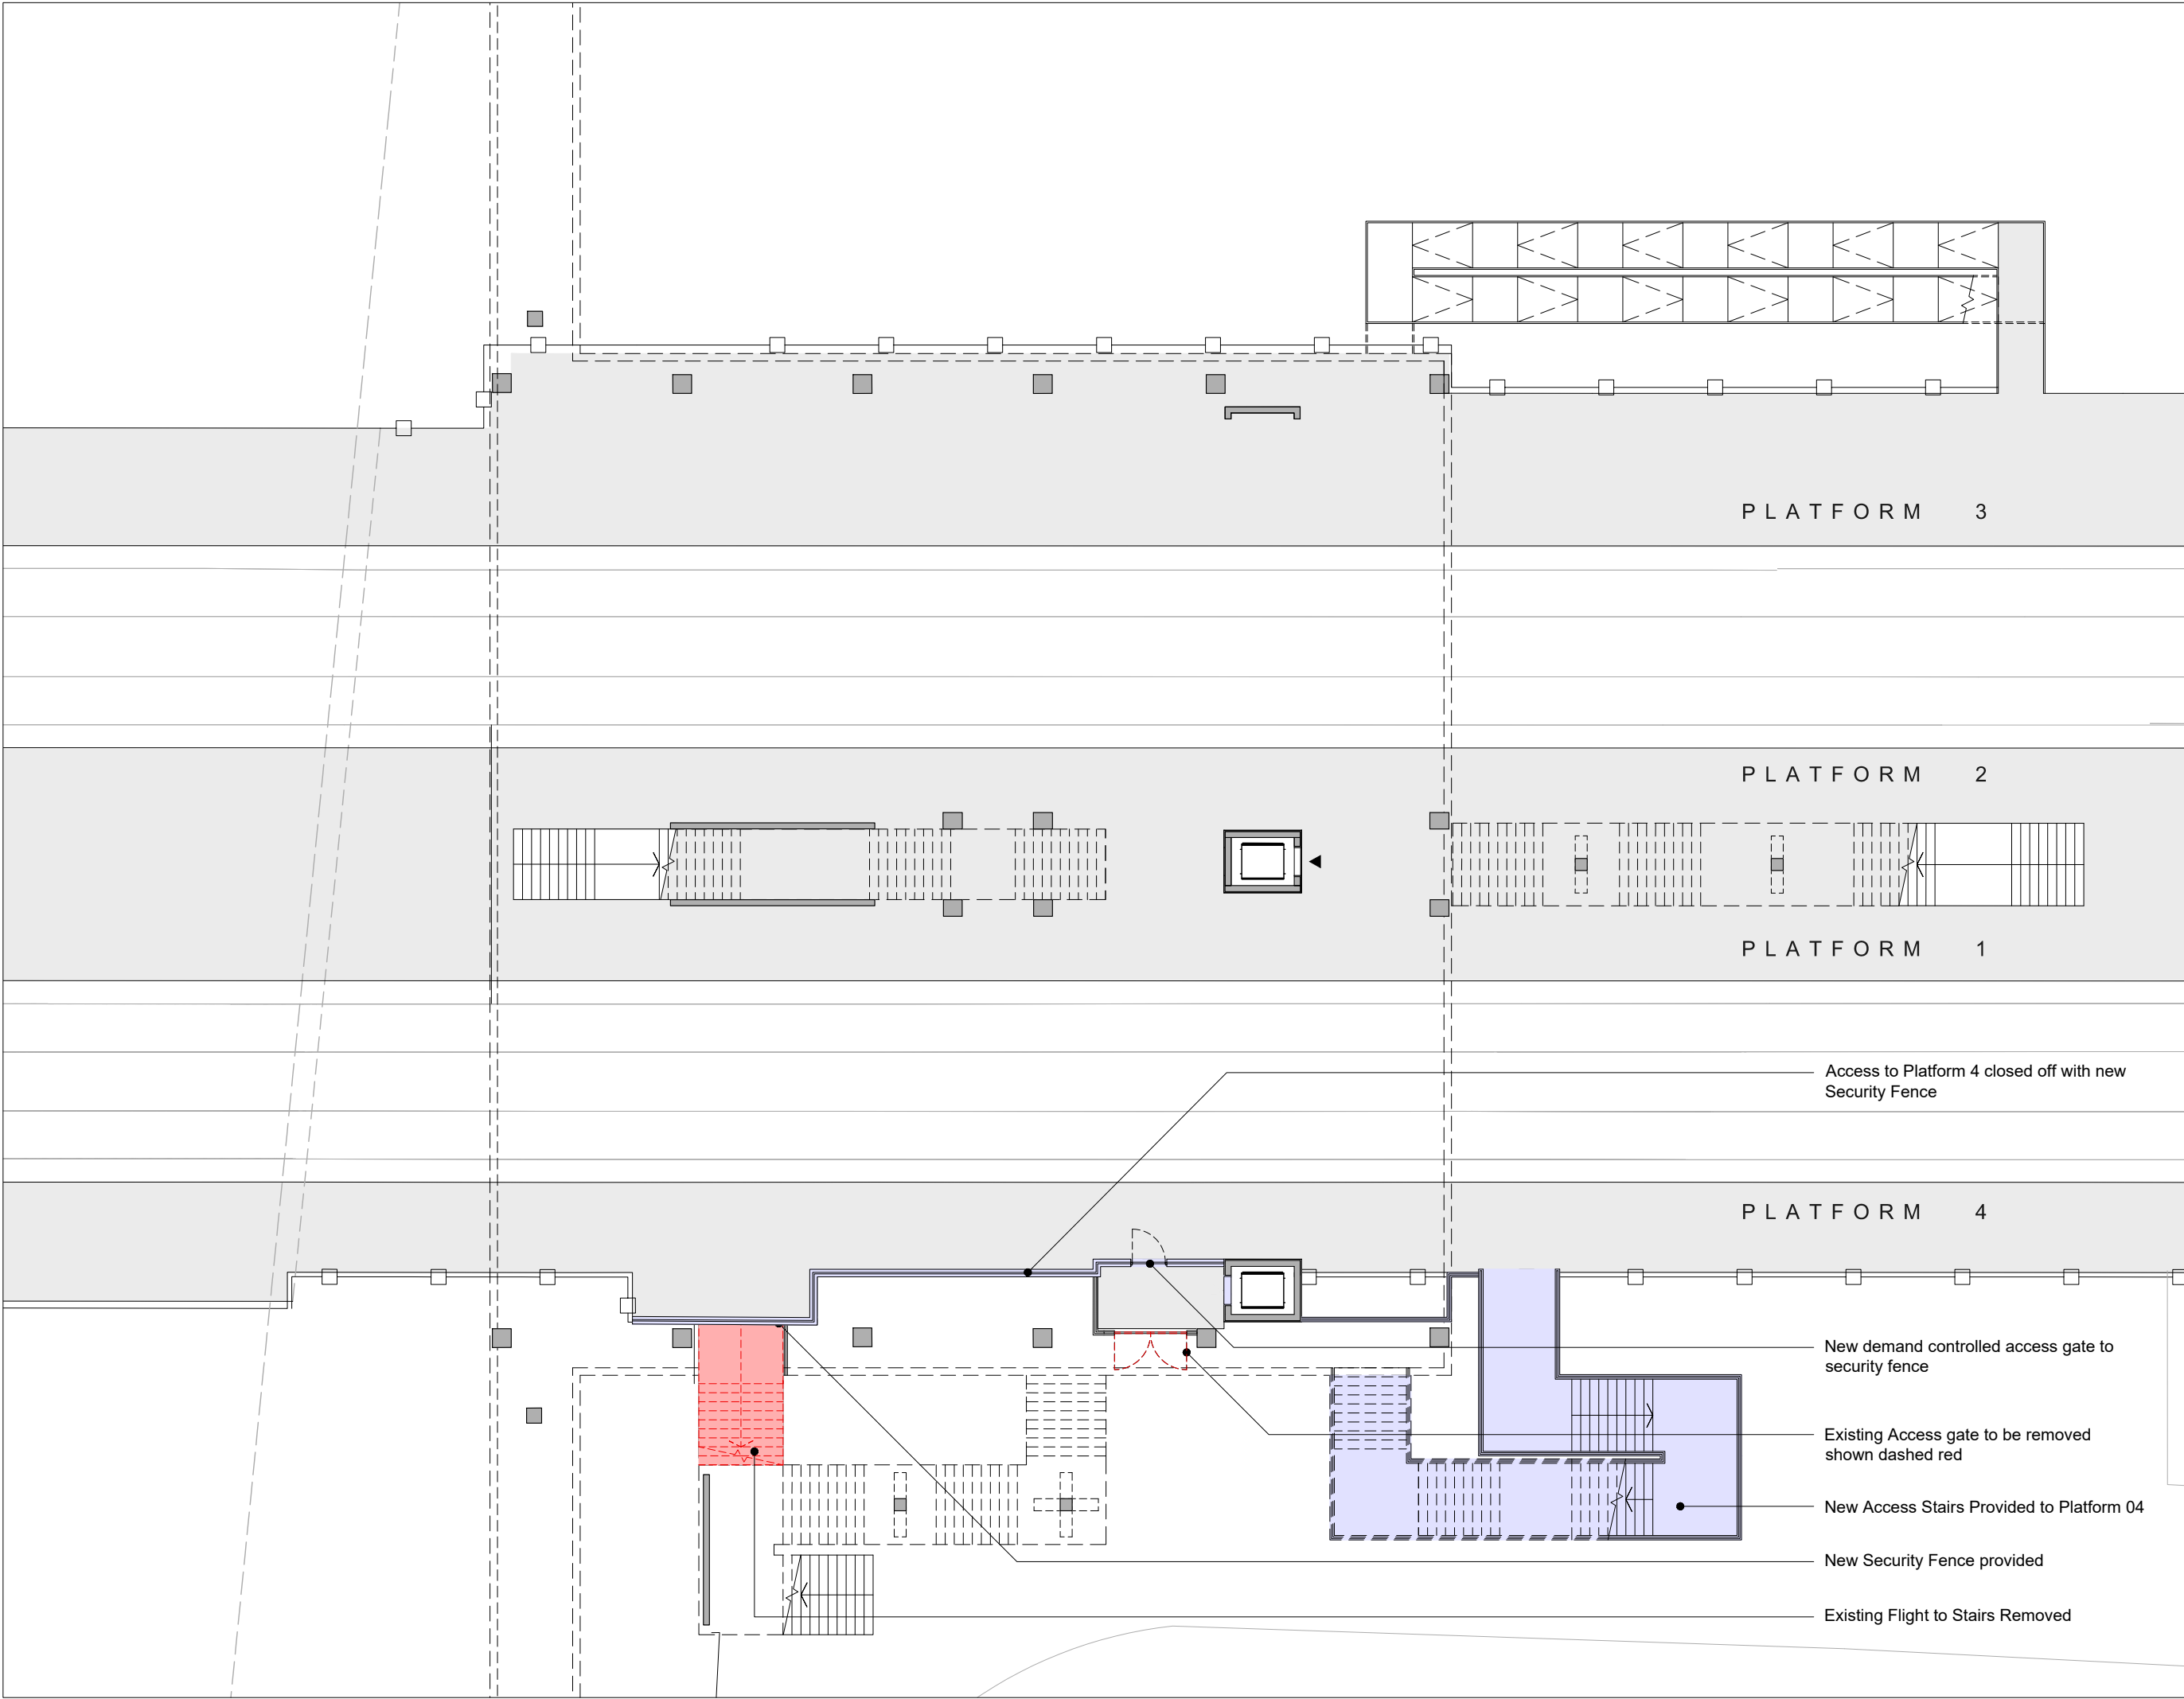 PLATFORM 3
PLATFORM 2
PLATFORM 1
Access to Platform 4 closed off with new
Security Fence
PLATFORM 4
New demand controlled access gate to
security fence
Existing Access gate to be removed
shown dashed red
New Access Stairs Provided to Platform 04
New Security Fence provided
Existing Flight to Stairs Removed